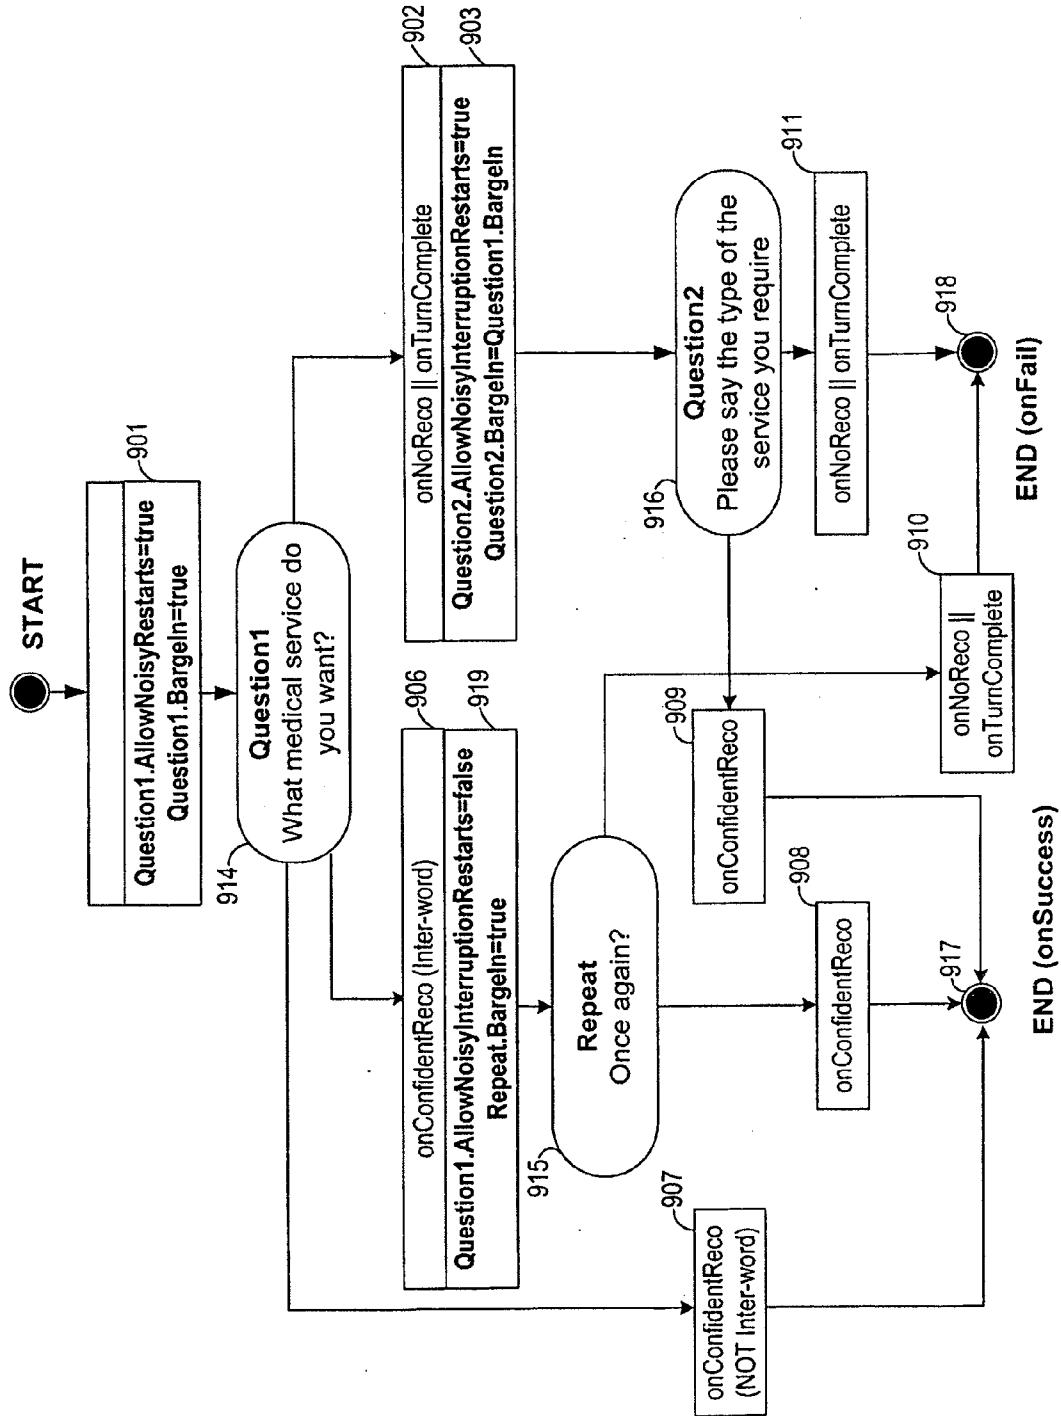 START
901
Question1.AllowNoisyRestarts=true
Question1.BargeIn=true
914
Question1
What medical service do
you want?
906
onConfidentReco (Inter-word)
919
Question1.AllowNoisyInterruptionRestarts=false
Repeat.BargeIn=true
902
onNoReco || onTurnComplete
903
Question2.AllowNoisyInterruptionRestarts=true
Question2.BargeIn=Question1.BargeIn
915
Repeat
Once again?
916
Question2
Please say the type of the
service you require
907
onConfidentReco
(NOT Inter-word)
909
onConfidentReco
908
onConfidentReco
911
onNoReco || onTurnComplete
910
onNoReco ||
onTurnComplete
917
918
END (onSuccess)
END (onFail)